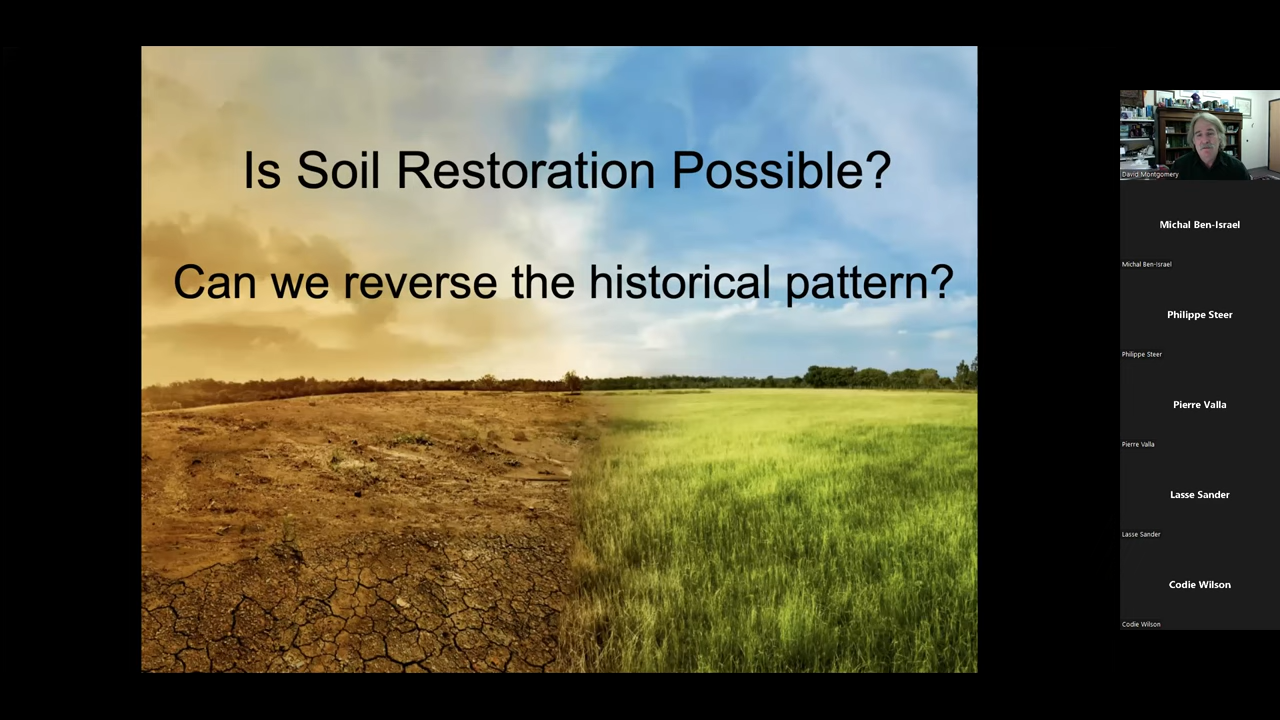 Is Soil Restoration Possible?
Can we reverse the historical pattern?
David Montgomery
Michal Ben-Israel
Michal Ben-Israel
Philippe Steer
Philippe Steer
Pierre Valla
Pierre Valla
Lasse Sander
Lasse Sander
Codie Wilson
Codie Wilson